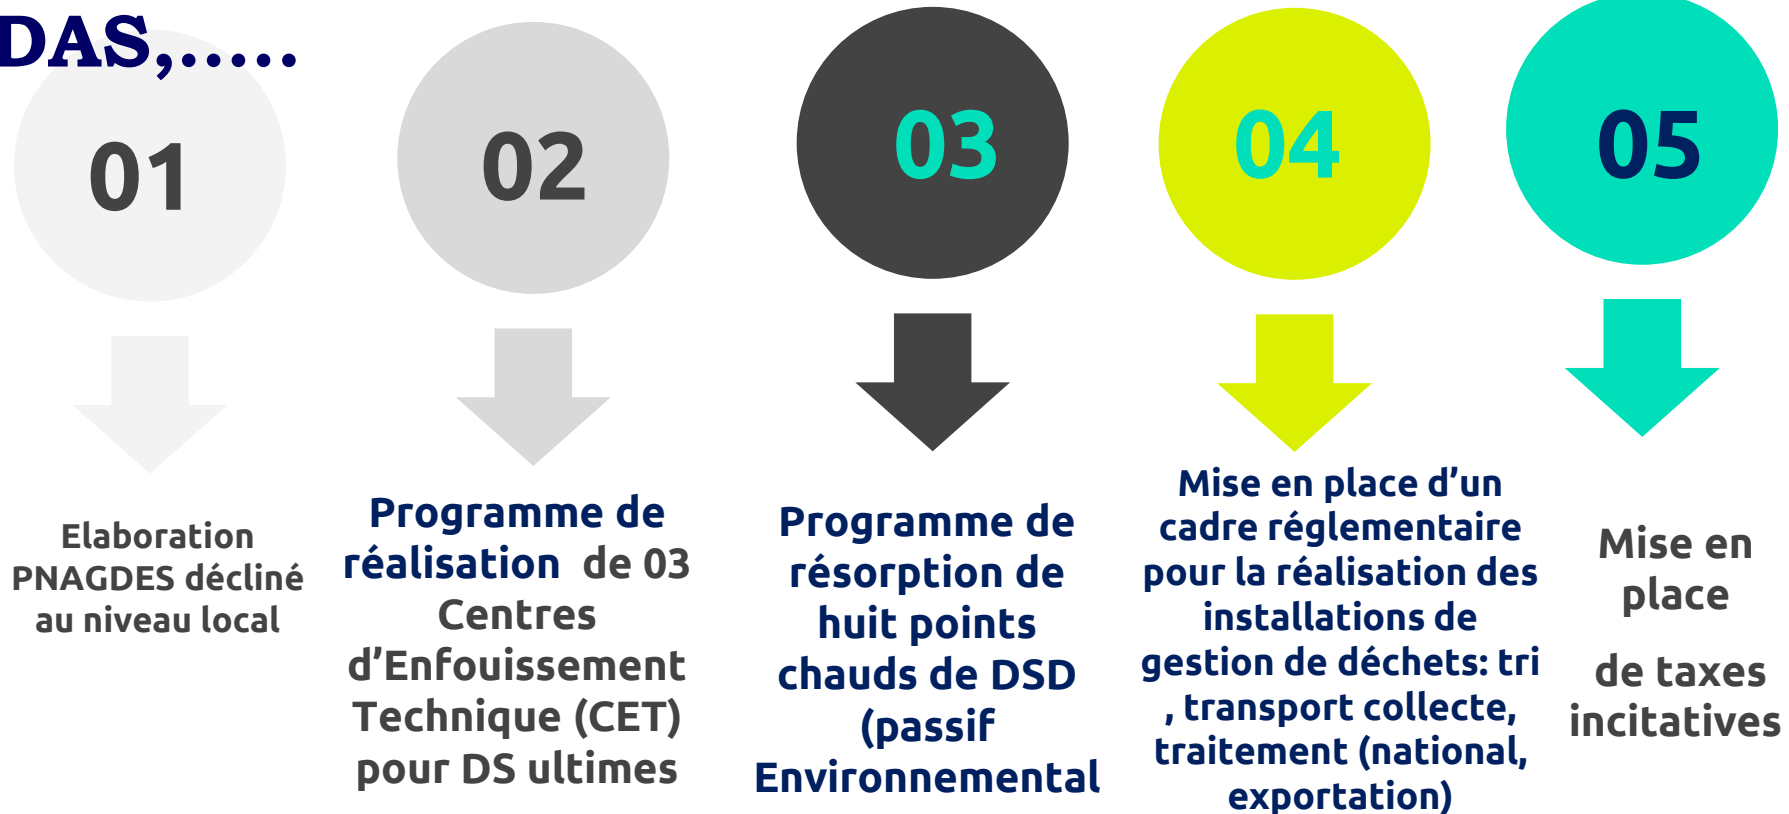 DAS,.....
01
Elaboration
PNAGDES décliné
au niveau local
02
Programme de
réalisation de 03
Centres
d’Enfouissement
Technique (CET)
pour DS ultimes
03
Programme de
résorption de
huit points
chauds de DSD
(passif
Environnemental
04
Mise en place d’un
cadre réglementaire
pour la réalisation des
installations de
gestion de déchets: tri
, transport collecte,
traitement (national,
exportation)
05
Mise en
place
de taxes
incitatives